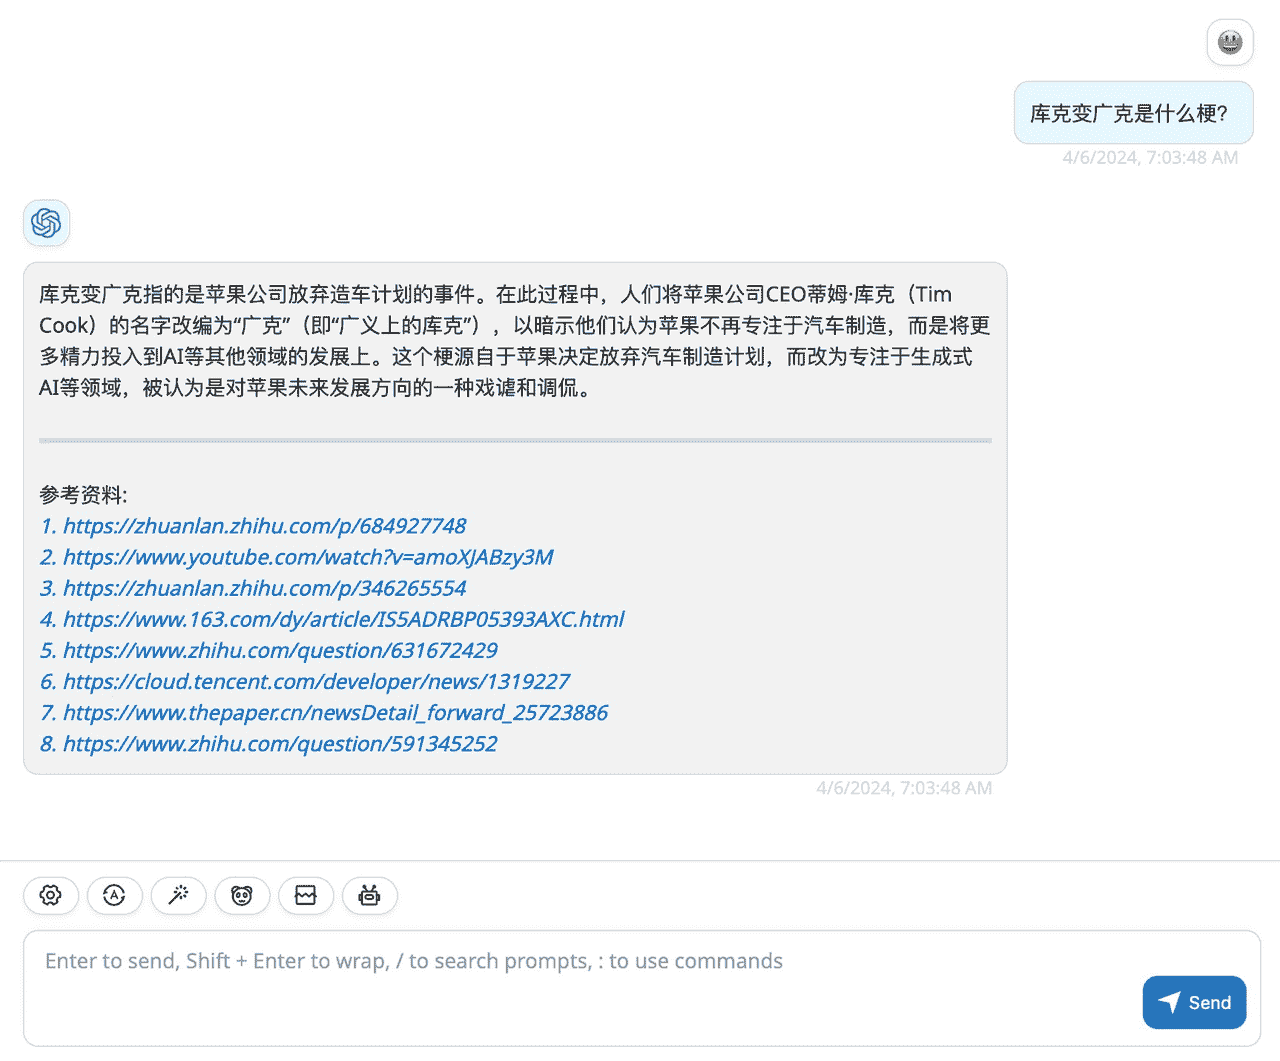 库克变广克是什么梗?
4/6/2024, 7:03:48 AM
库克变广克指的是苹果公司放弃造车计划的事件。在此过程中，人们将苹果公司CEO蒂姆·库克（Tim
Cook）的名字改编为“广克”（即“广义上的库克”），以暗示他们认为苹果不再专注于汽车制造，而是将更
多精力投入到AI等其他领域的发展上。这个梗源自于苹果决定放弃汽车制造计划，而改为专注于生成式
AI等领域，被认为是对苹果未来发展方向的一种戏谑和调侃。
参考资料:
1. https://zhuanlan.zhihu.com/p/684927748
2. https://www.youtube.com/watch?v=amoXJABzy3M
3. https://zhuanlan.zhihu.com/p/346265554
4. https://www.163.com/dy/article/IS5ADRBP05393AXC.html
5. https://www.zhihu.com/question/631672429
6. https://cloud.tencent.com/developer/news/1319227
7. https://www.thepaper.cn/newsDetail_forward_25723886
8. https://www.zhihu.com/question/591345252
4/6/2024, 7:03:48 AM
Enter to send, Shift + Enter to wrap, / to search prompts, : to use commands
Send